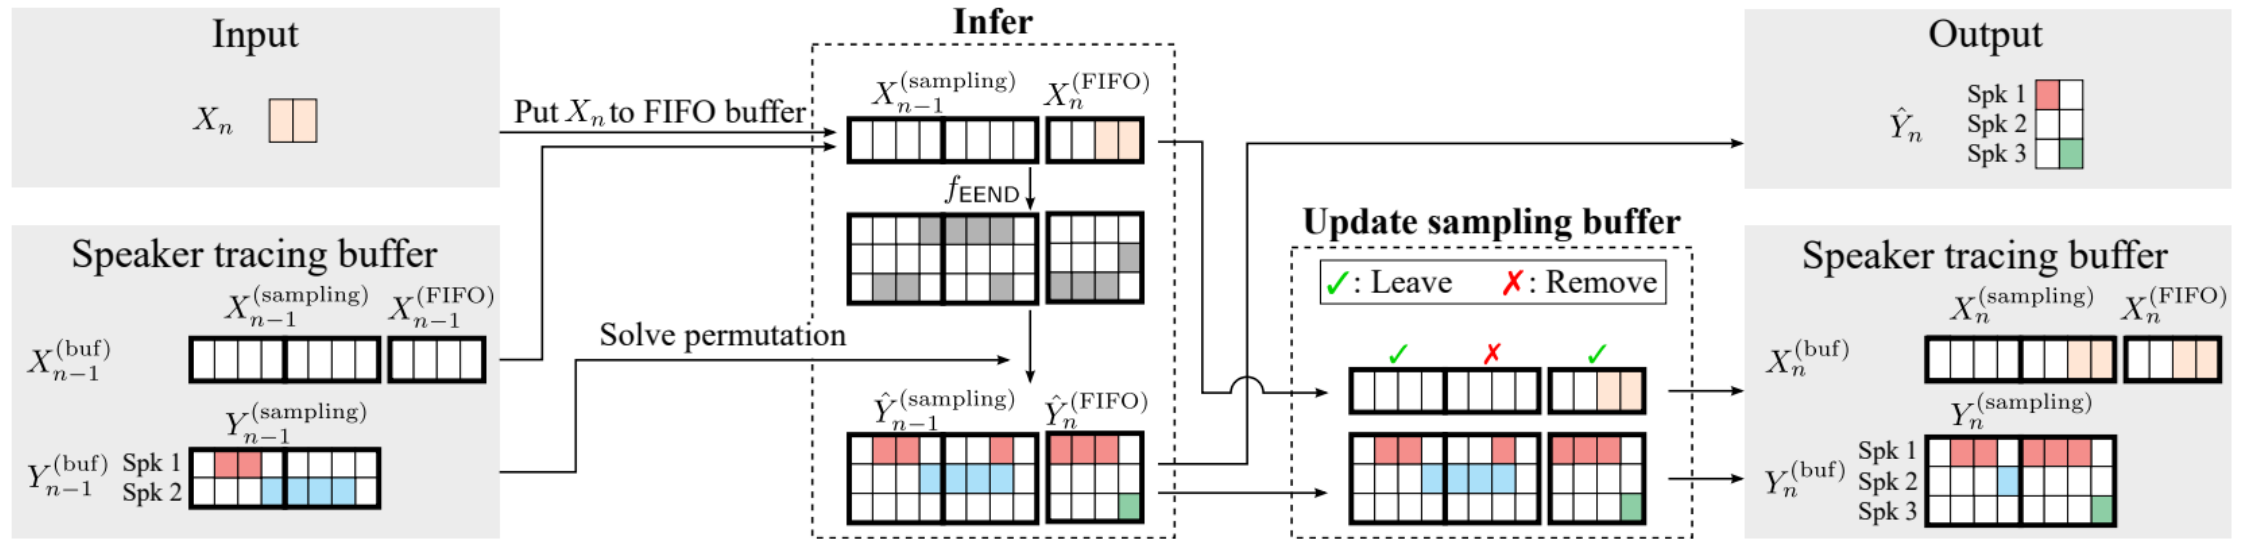 Input
X_n
Speaker tracing buffer
X_{n-1}^{(sampling)} X_{n-1}^{(FIFO)}
X_{n-1}^{(buf)}
Y_{n-1}^{(sampling)}
Y_{n-1}^{(buf)}
Spk 1
Spk 2
Put X_n to FIFO buffer
Solve permutation
Infer
X_{n-1}^{(sampling)} X_n^{(FIFO)}
f_{EEND}
Ŷ_{n-1}^{(sampling)} Ŷ_n^{(FIFO)}
Update sampling buffer
✓: Leave ✗: Remove
✓ ✗ ✓
Output
Ŷ_n
Spk 1
Spk 2
Spk 3
Speaker tracing buffer
X_n^{(sampling)} X_n^{(FIFO)}
X_n^{(buf)}
Y_n^{(sampling)}
Y_n^{(buf)}
Spk 1
Spk 2
Spk 3